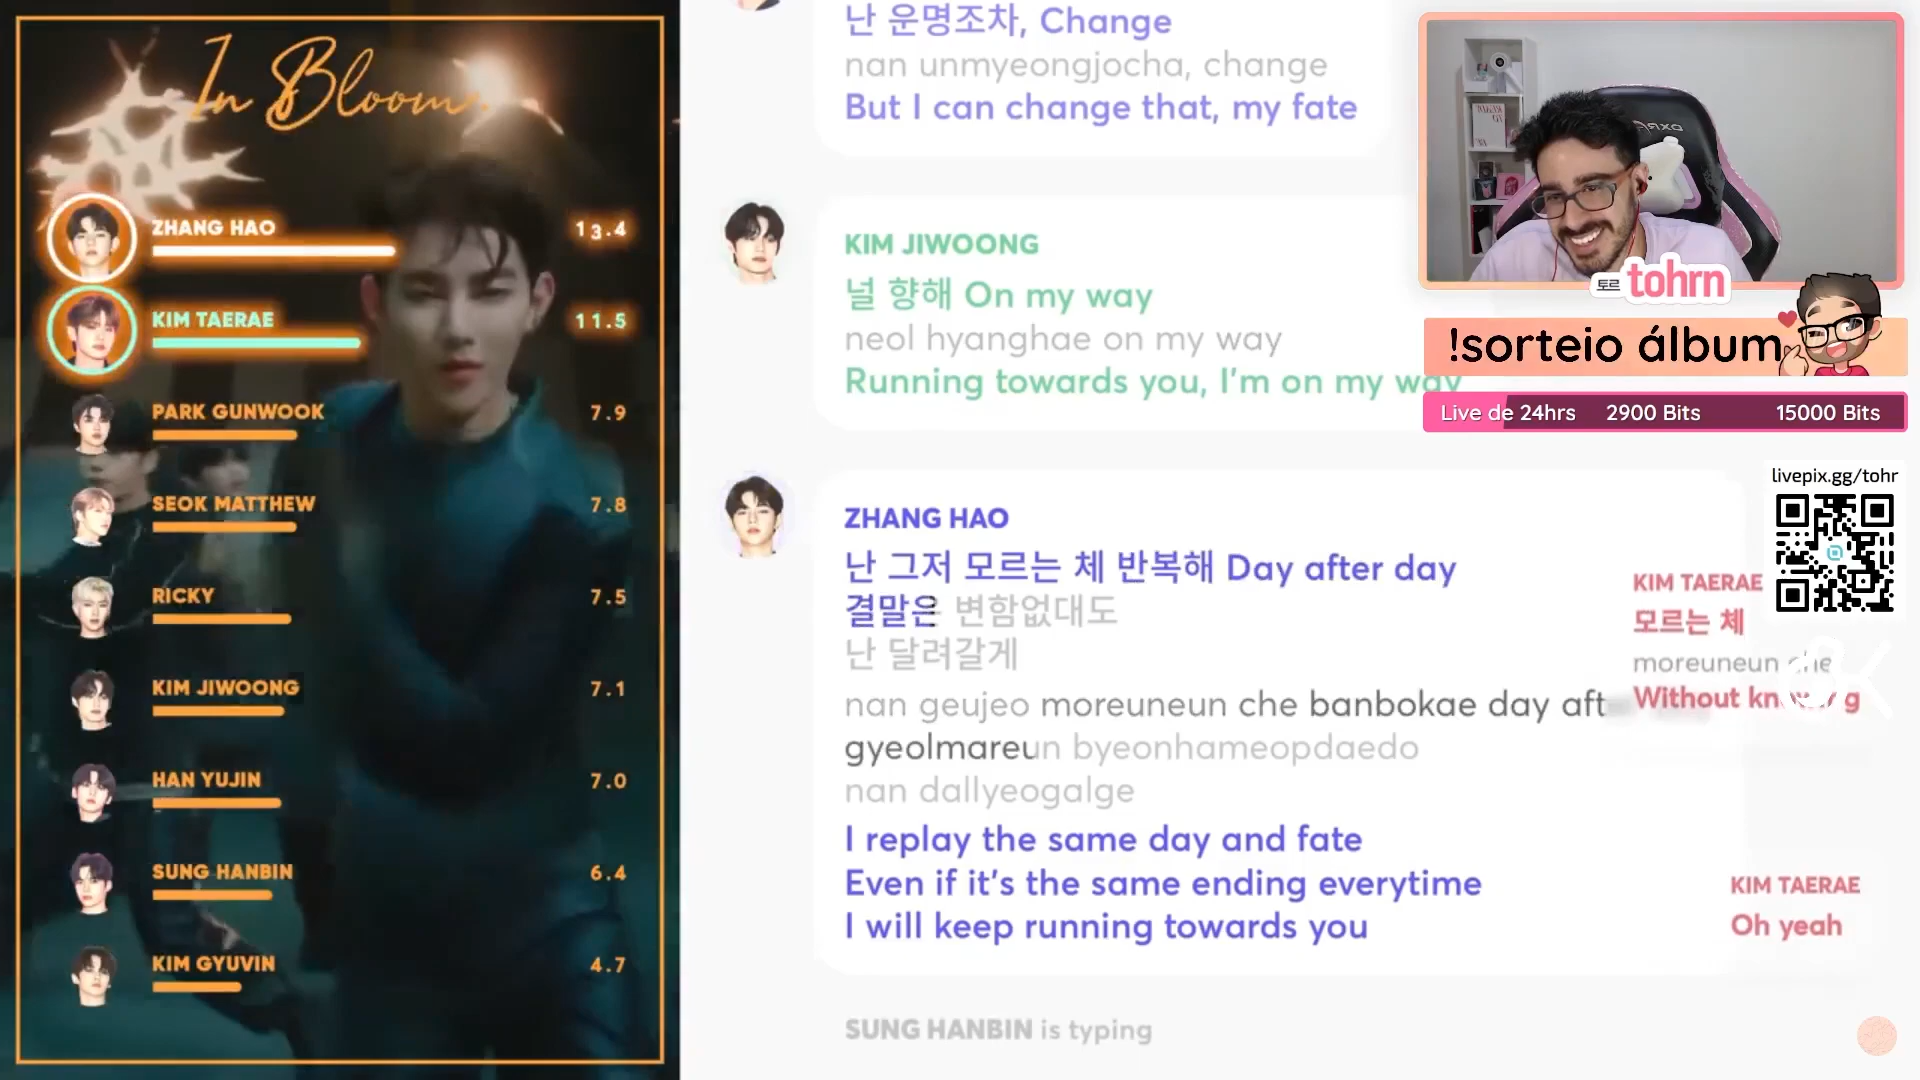 In Bloom
ZHANG HAO 13.4
KIM TAERAE 11.5
PARK GUNWOOK 7.9
SEOK MATTHEW 7.8
RICKY 7.5
KIM JIWOONG 7.1
HAN YUJIN 7.0
SUNG HANBIN 6.4
KIM GYUVIN 4.7
난 운명조차, Change
nan unmyeongjocha, change
But I can change that, my fate
KIM JIWOONG
널 향해 On my way
neol hyanghae on my way
Running towards you, I'm on my way
ZHANG HAO
난 그저 모르는 체 반복해 Day after day
결말은 변함없대도
난 달려갈게
nan geujeo moreuneun che banbokae day aft
gyeolmareun byeonhameopdaedo
nan dallyeogalge
I replay the same day and fate
Even if it's the same ending everytime
I will keep running towards you
KIM TAERAE
모르는 체
moreuneun che
Without knowing
KIM TAERAE
Oh yeah
SUNG HANBIN is typing
토르 tohrn
!sorteio álbum
Live de 24hrs 2900 Bits 15000 Bits
livepix.gg/tohr